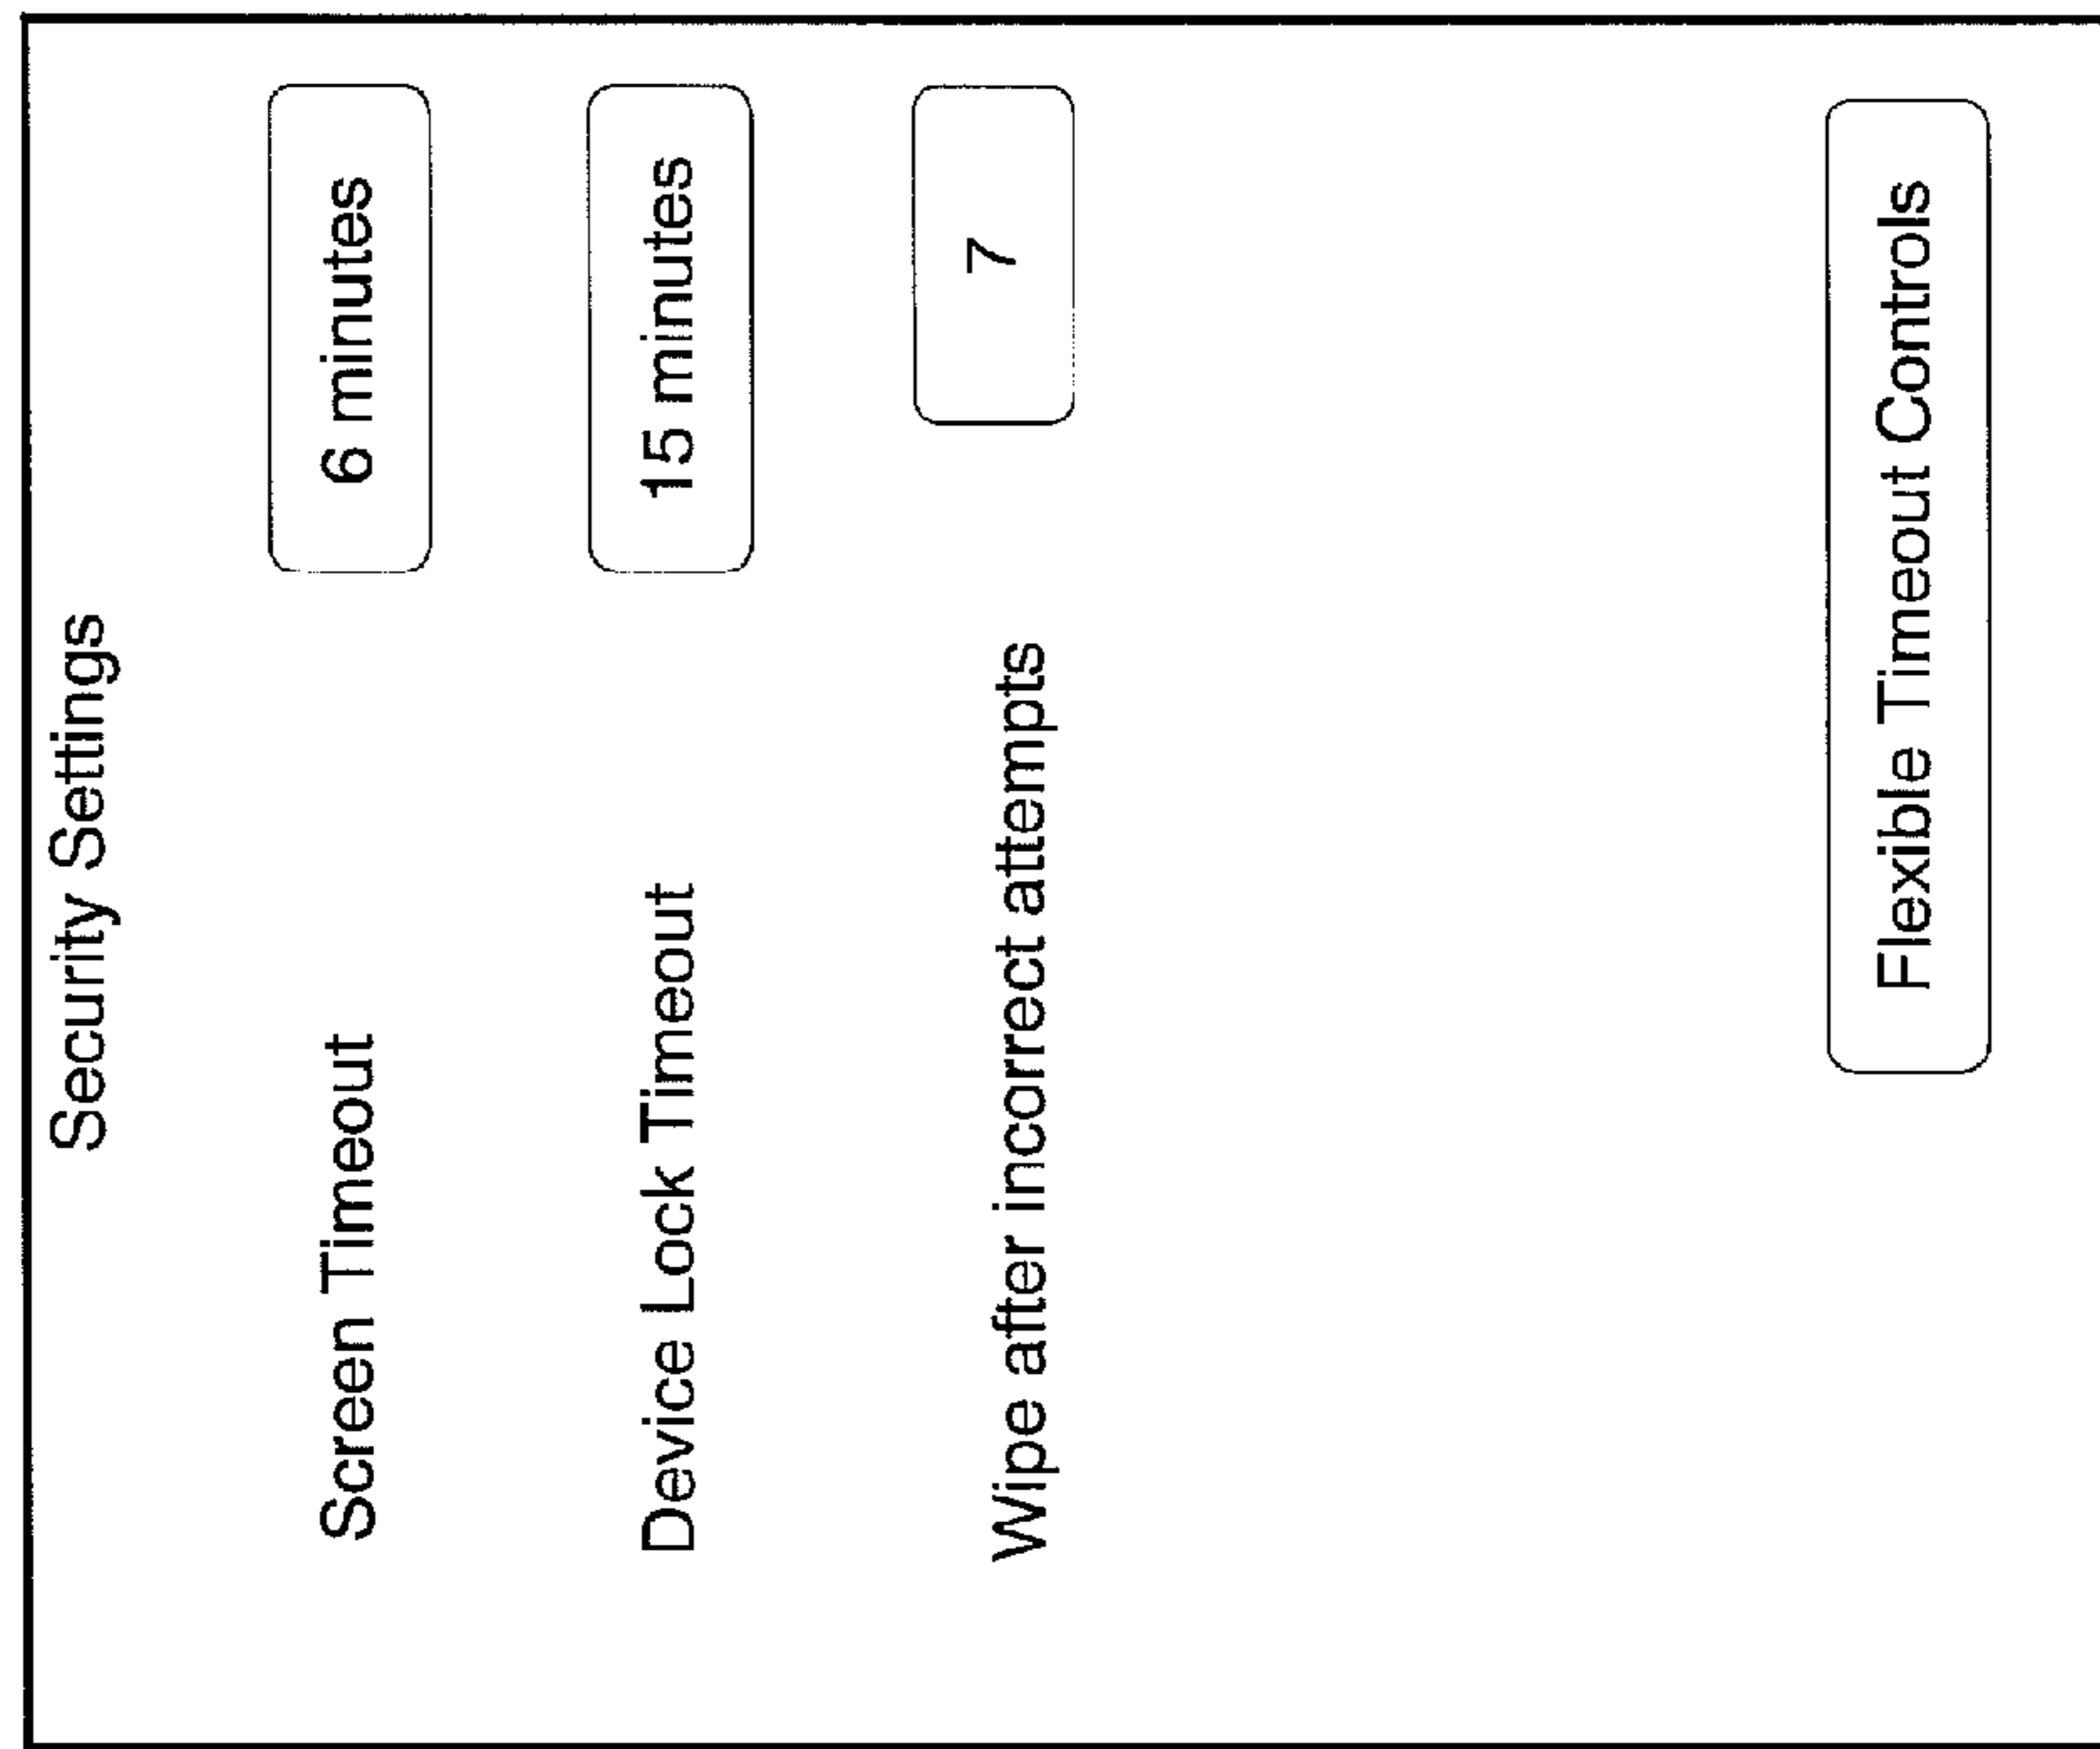 Security Settings
Screen Timeout 6 minutes
Device Lock Timeout 15 minutes
Wipe after incorrect attempts 7
Flexible Timeout Controls